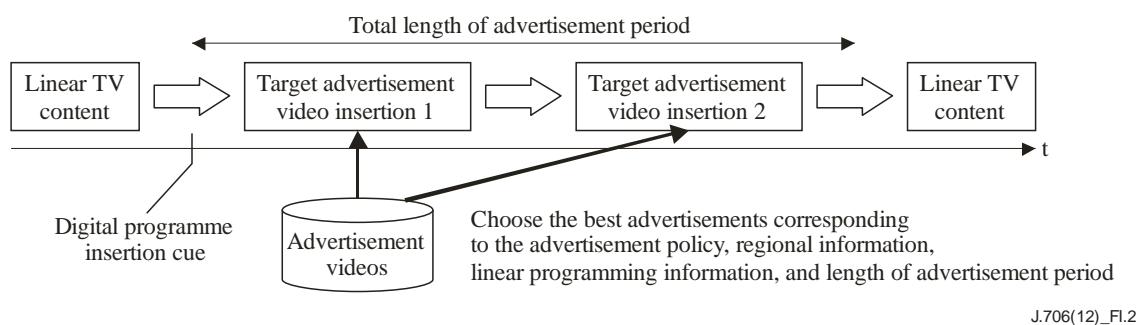 Total length of advertisement period
Linear TV
content
Target advertisement
video insertion 1
Target advertisement
video insertion 2
Linear TV
content
t
Digital programme
insertion cue
Advertisement
videos
Choose the best advertisements corresponding
to the advertisement policy, regional information,
linear programming information, and length of advertisement period
J.706(12)_FI.2